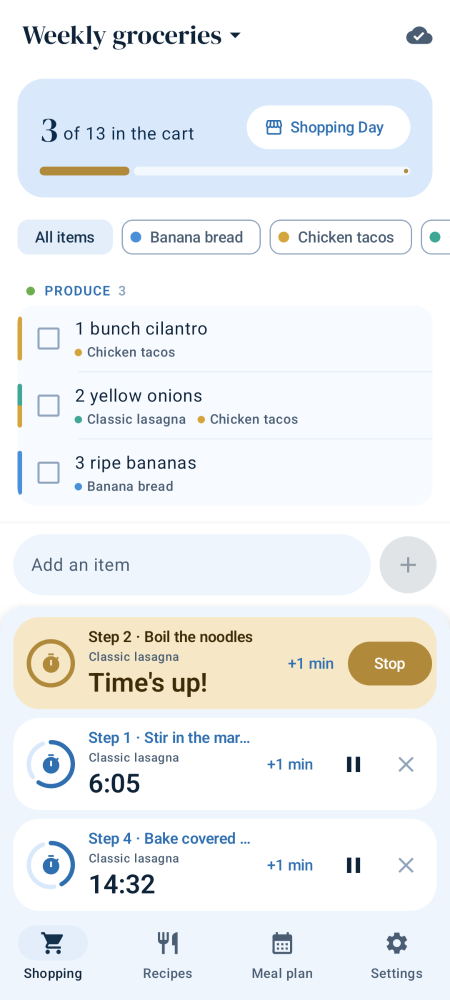 Weekly groceries
3 of 13 in the cart
Shopping Day
All items
Banana bread
Chicken tacos
PRODUCE 3
1 bunch cilantro
Chicken tacos
2 yellow onions
Classic lasagna Chicken tacos
3 ripe bananas
Banana bread
Add an item
Step 2 · Boil the noodles
Classic lasagna
Time's up!
+1 min
Stop
Step 1 · Stir in the mar...
Classic lasagna
6:05
+1 min
Step 4 · Bake covered ...
Classic lasagna
14:32
+1 min
Shopping
Recipes
Meal plan
Settings